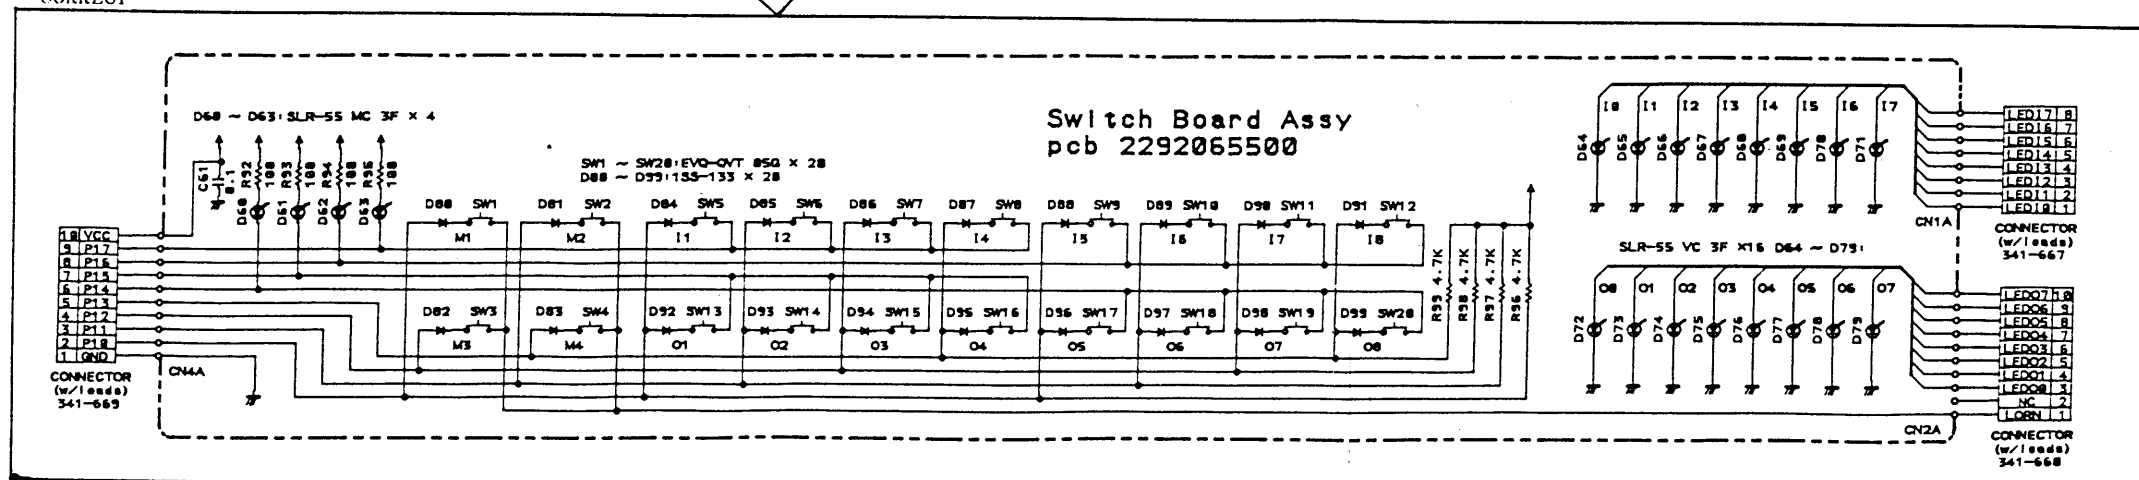 D60 ~ D63:SLR-55 MC 3F × 4
Switch Board Assy
pcb 2292065500
SW1 ~ SW20:EVQ-QVT 85G × 20
D80 ~ D99:1SS-133 × 20
C61
0.1
R92
100
R93
100
R94
100
R95
100
D60
D61
D62
D63
D80 SW1
M1
D81 SW2
M2
D84 SW5
I1
D85 SW6
I2
D86 SW7
I3
D87 SW8
I4
D88 SW9
I5
D89 SW10
I6
D90 SW11
I7
D91 SW12
I8
D82 SW3
M3
D83 SW4
M4
D92 SW13
O1
D93 SW14
O2
D94 SW15
O3
D95 SW16
O4
D96 SW17
O5
D97 SW18
O6
D98 SW19
O7
D99 SW20
O8
R99 4.7K
R98 4.7K
R97 4.7K
R96 4.7K
10 VCC
9 P17
8 P16
7 P15
6 P14
5 P13
4 P12
3 P11
2 P10
1 GND
CONNECTOR
(w/leads)
341-669
CN4A
I0 I1 I2 I3 I4 I5 I6 I7
D64 D65 D66 D67 D68 D69 D70 D71
LEDI7 8
LEDI6 7
LEDI5 6
LEDI4 5
LEDI3 4
LEDI2 3
LEDI1 2
LEDI0 1
CN1A
CONNECTOR
(w/leads)
341-667
SLR-55 VC 3F ×16 D64 ~ D79:
O0 O1 O2 O3 O4 O5 O6 O7
D72 D73 D74 D75 D76 D77 D78 D79
LEDO7 10
LEDO6 9
LEDO5 8
LEDO4 7
LEDO3 6
LEDO2 5
LEDO1 4
LEDO0 3
NC 2
LORN 1
CN2A
CONNECTOR
(w/leads)
341-668